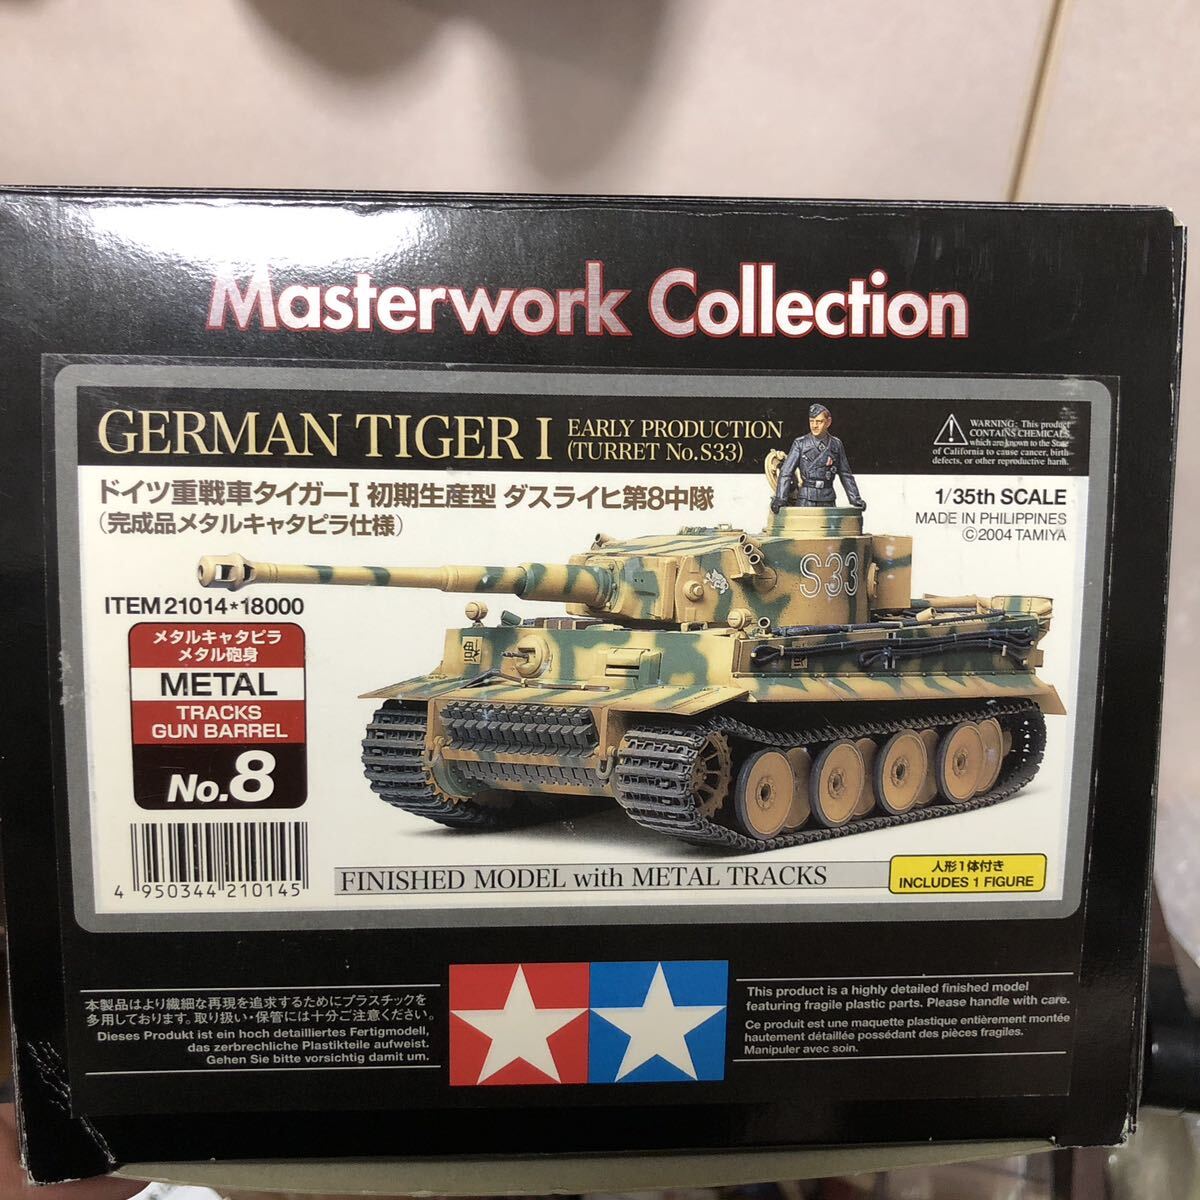 Masterwork Collection
GERMAN TIGER I EARLY PRODUCTION
(TURRET No.S33)
WARNING: This product
CONTAINS CHEMICALS
which are known to the State
of California to cause cancer, birth
defects, or other reproductive harm.
ドイツ重戦車タイガーI 初期生産型 ダスライヒ第8中隊
(完成品メタルキャタピラ仕様)
1/35th SCALE
MADE IN PHILIPPINES
©2004 TAMIYA
ITEM 21014*18000
メタルキャタピラ
メタル砲身
METAL
TRACKS
GUN BARREL
No.8
S33
4 950344 210145
FINISHED MODEL with METAL TRACKS
人形1体付き
INCLUDES 1 FIGURE
本製品はより繊細な再現を追求するためにプラスチックを
多用しております。取り扱い・保管には十分ご注意ください。
Dieses Produkt ist ein hoch detailliertes Fertigmodell,
das zerbrechliche Plastikteile aufweist.
Gehen Sie bitte vorsichtig damit um.
This product is a highly detailed finished model
featuring fragile plastic parts. Please handle with care.
Ce produit est une maquette plastique entièrement montée
hautement détaillée possédant des pièces fragiles.
Manipuler avec soin.